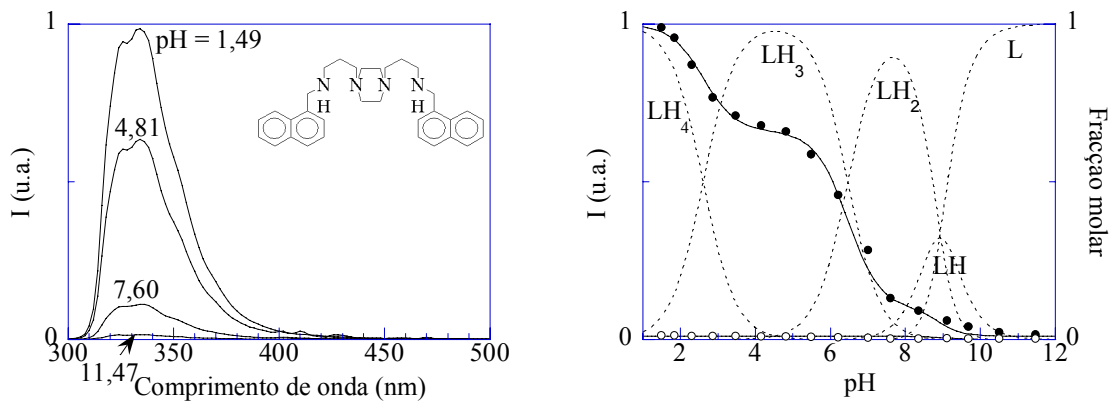 1
pH = 1,49
4,81
7,60
11,47
N
H
N
N
N
H
I (u.a.)
0
300
350
400
450
500
Comprimento de onda (nm)
1
1
LH4
LH3
LH2
LH
L
I (u.a.)
Fracçao molar
0
0
2
4
6
8
10
12
pH